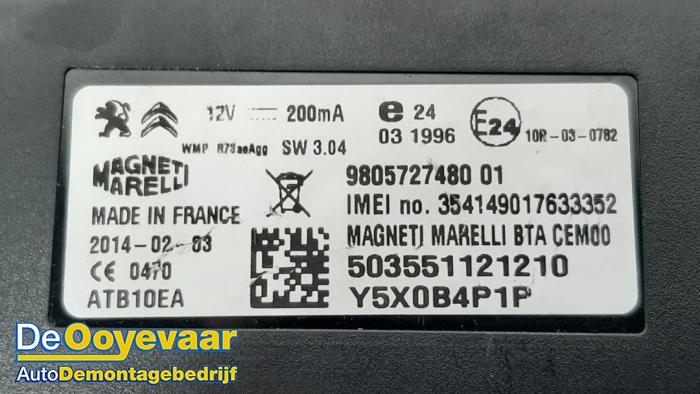 12V 200mA e 24
03 1996
E24 10R-03-0782
WMP R73aeAgg SW 3.04
MAGNETI
MARELLI
9805727480 01
IMEI no. 354149017633352
MADE IN FRANCE
MAGNETI MARELLI BTA CEM00
2014-02-03
503551121210
CE 0470
ATB10EA
Y5X0B4P1P
De Ooyevaar
AutoDemontagebedrijf